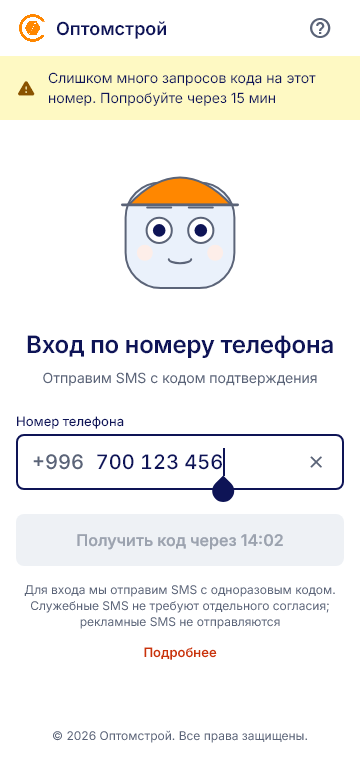 Оптомстрой
Слишком много запросов кода на этот
номер. Попробуйте через 15 мин
Вход по номеру телефона
Отправим SMS с кодом подтверждения
Номер телефона
+996 700 123 456
Получить код через 14:02
Для входа мы отправим SMS с одноразовым кодом.
Служебные SMS не требуют отдельного согласия;
рекламные SMS не отправляются
Подробнее
© 2026 Оптомстрой. Все права защищены.